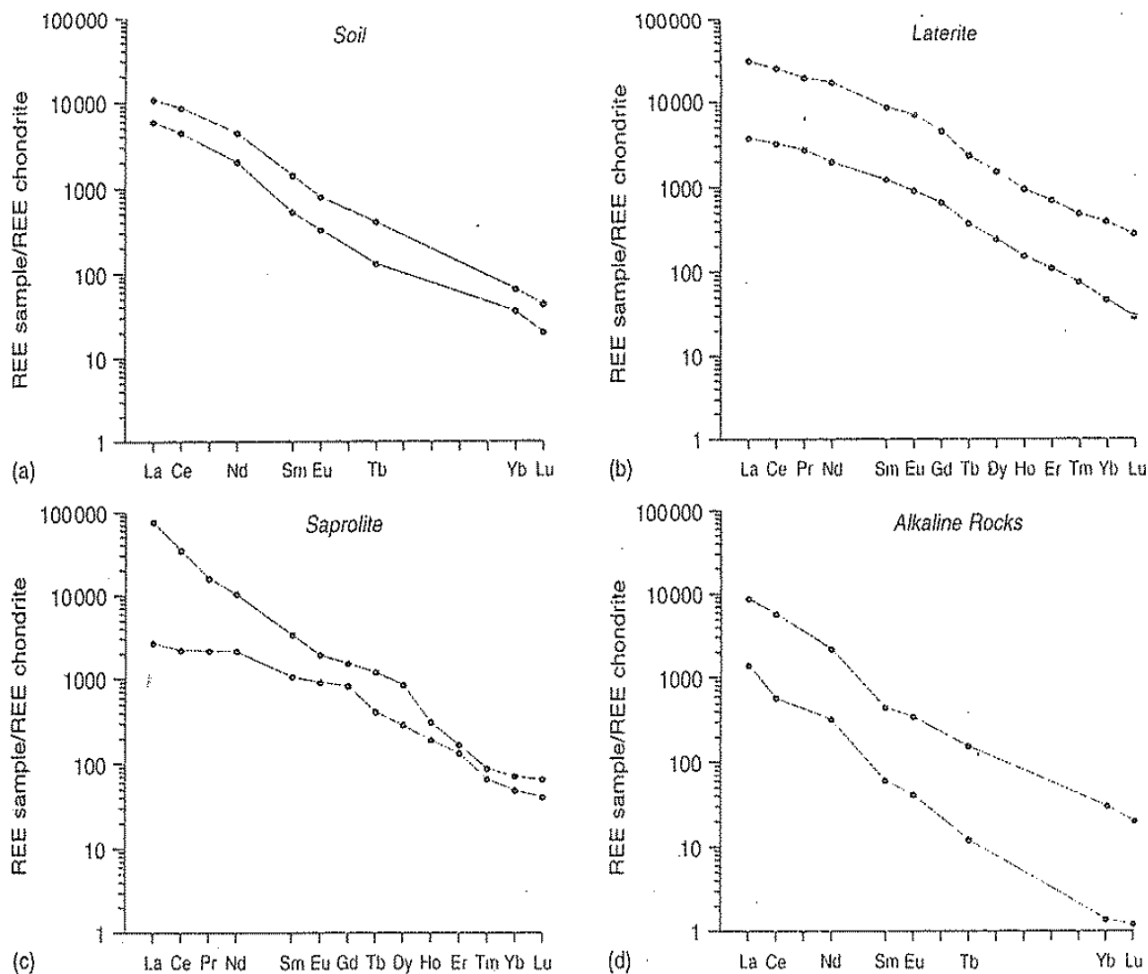 Soil
REE sample/REE chondrite
100000
10000
1000
100
10
1
(a)
La Ce Nd Sm Eu Tb Yb Lu
Laterite
REE sample/REE chondrite
100000
10000
1000
100
10
1
(b)
La Ce Pr Nd Sm Eu Gd Tb Dy Ho Er Tm Yb Lu
Saprolite
REE sample/REE chondrite
100000
10000
1000
100
10
1
(c)
La Ce Pr Nd Sm Eu Gd Tb Dy Ho Er Tm Yb Lu
Alkaline Rocks
REE sample/REE chondrite
100000
10000
1000
100
10
1
(d)
La Ce Nd Sm Eu Tb Yb Lu